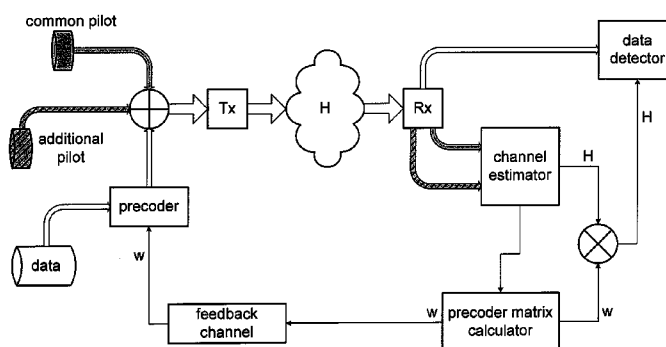 common pilot
data
detector
Tx
H
Rx
H
additional
pilot
channel
estimator
H
precoder
data
w
feedback
channel
w
precoder matrix
calculator
w